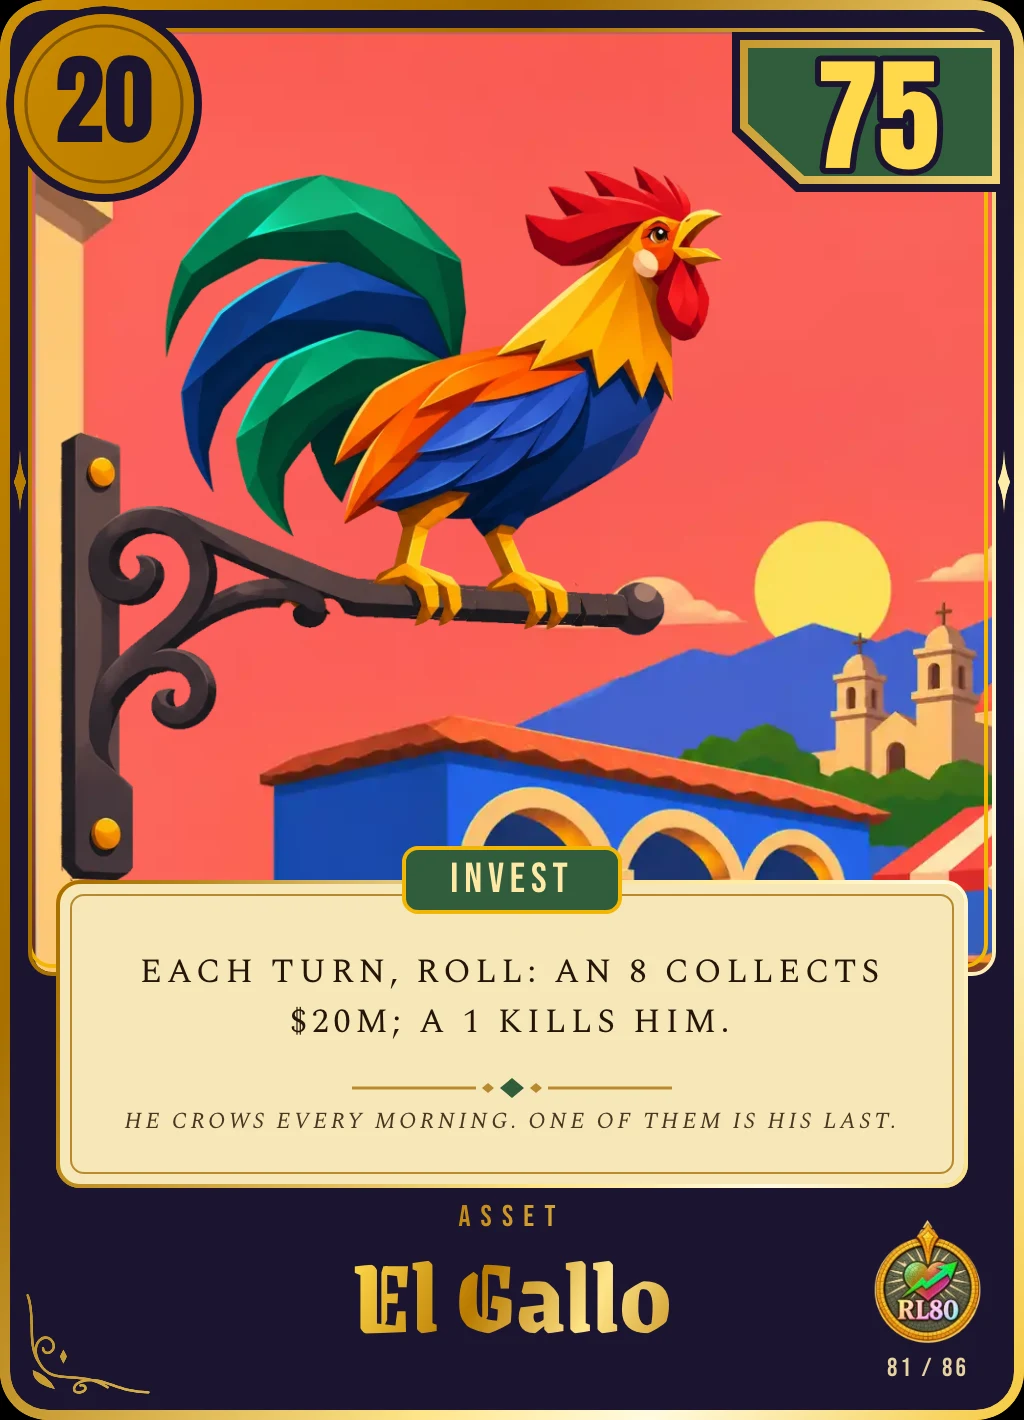 20
75
INVEST
EACH TURN, ROLL: AN 8 COLLECTS
$20M; A 1 KILLS HIM.
HE CROWS EVERY MORNING. ONE OF THEM IS HIS LAST.
ASSET
El Gallo
RL80
81 / 86